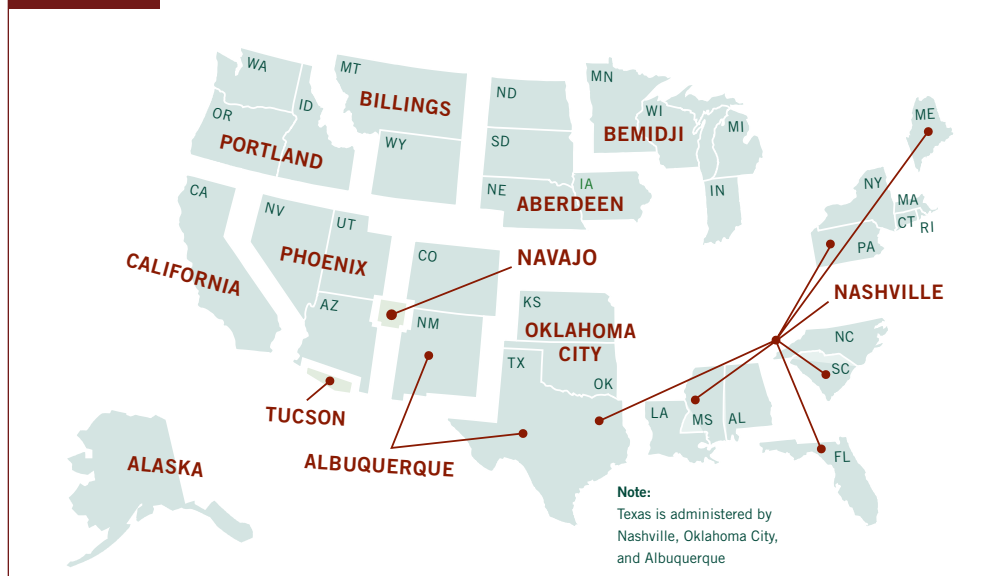 WA
MT
BILLINGS
ID
OR
PORTLAND
WY
ND
SD
NE
IA
ABERDEEN
MN
WI
BEMIDJI
MI
IN
ME
NY
MA
CT
RI
PA
NASHVILLE
CA
CALIFORNIA
NV
UT
PHOENIX
CO
NAVAJO
AZ
NM
KS
OKLAHOMA
CITY
TX
OK
NC
SC
TUCSON
ALBUQUERQUE
LA
MS
AL
FL
ALASKA
Note:
Texas is administered by
Nashville, Oklahoma City,
and Albuquerque